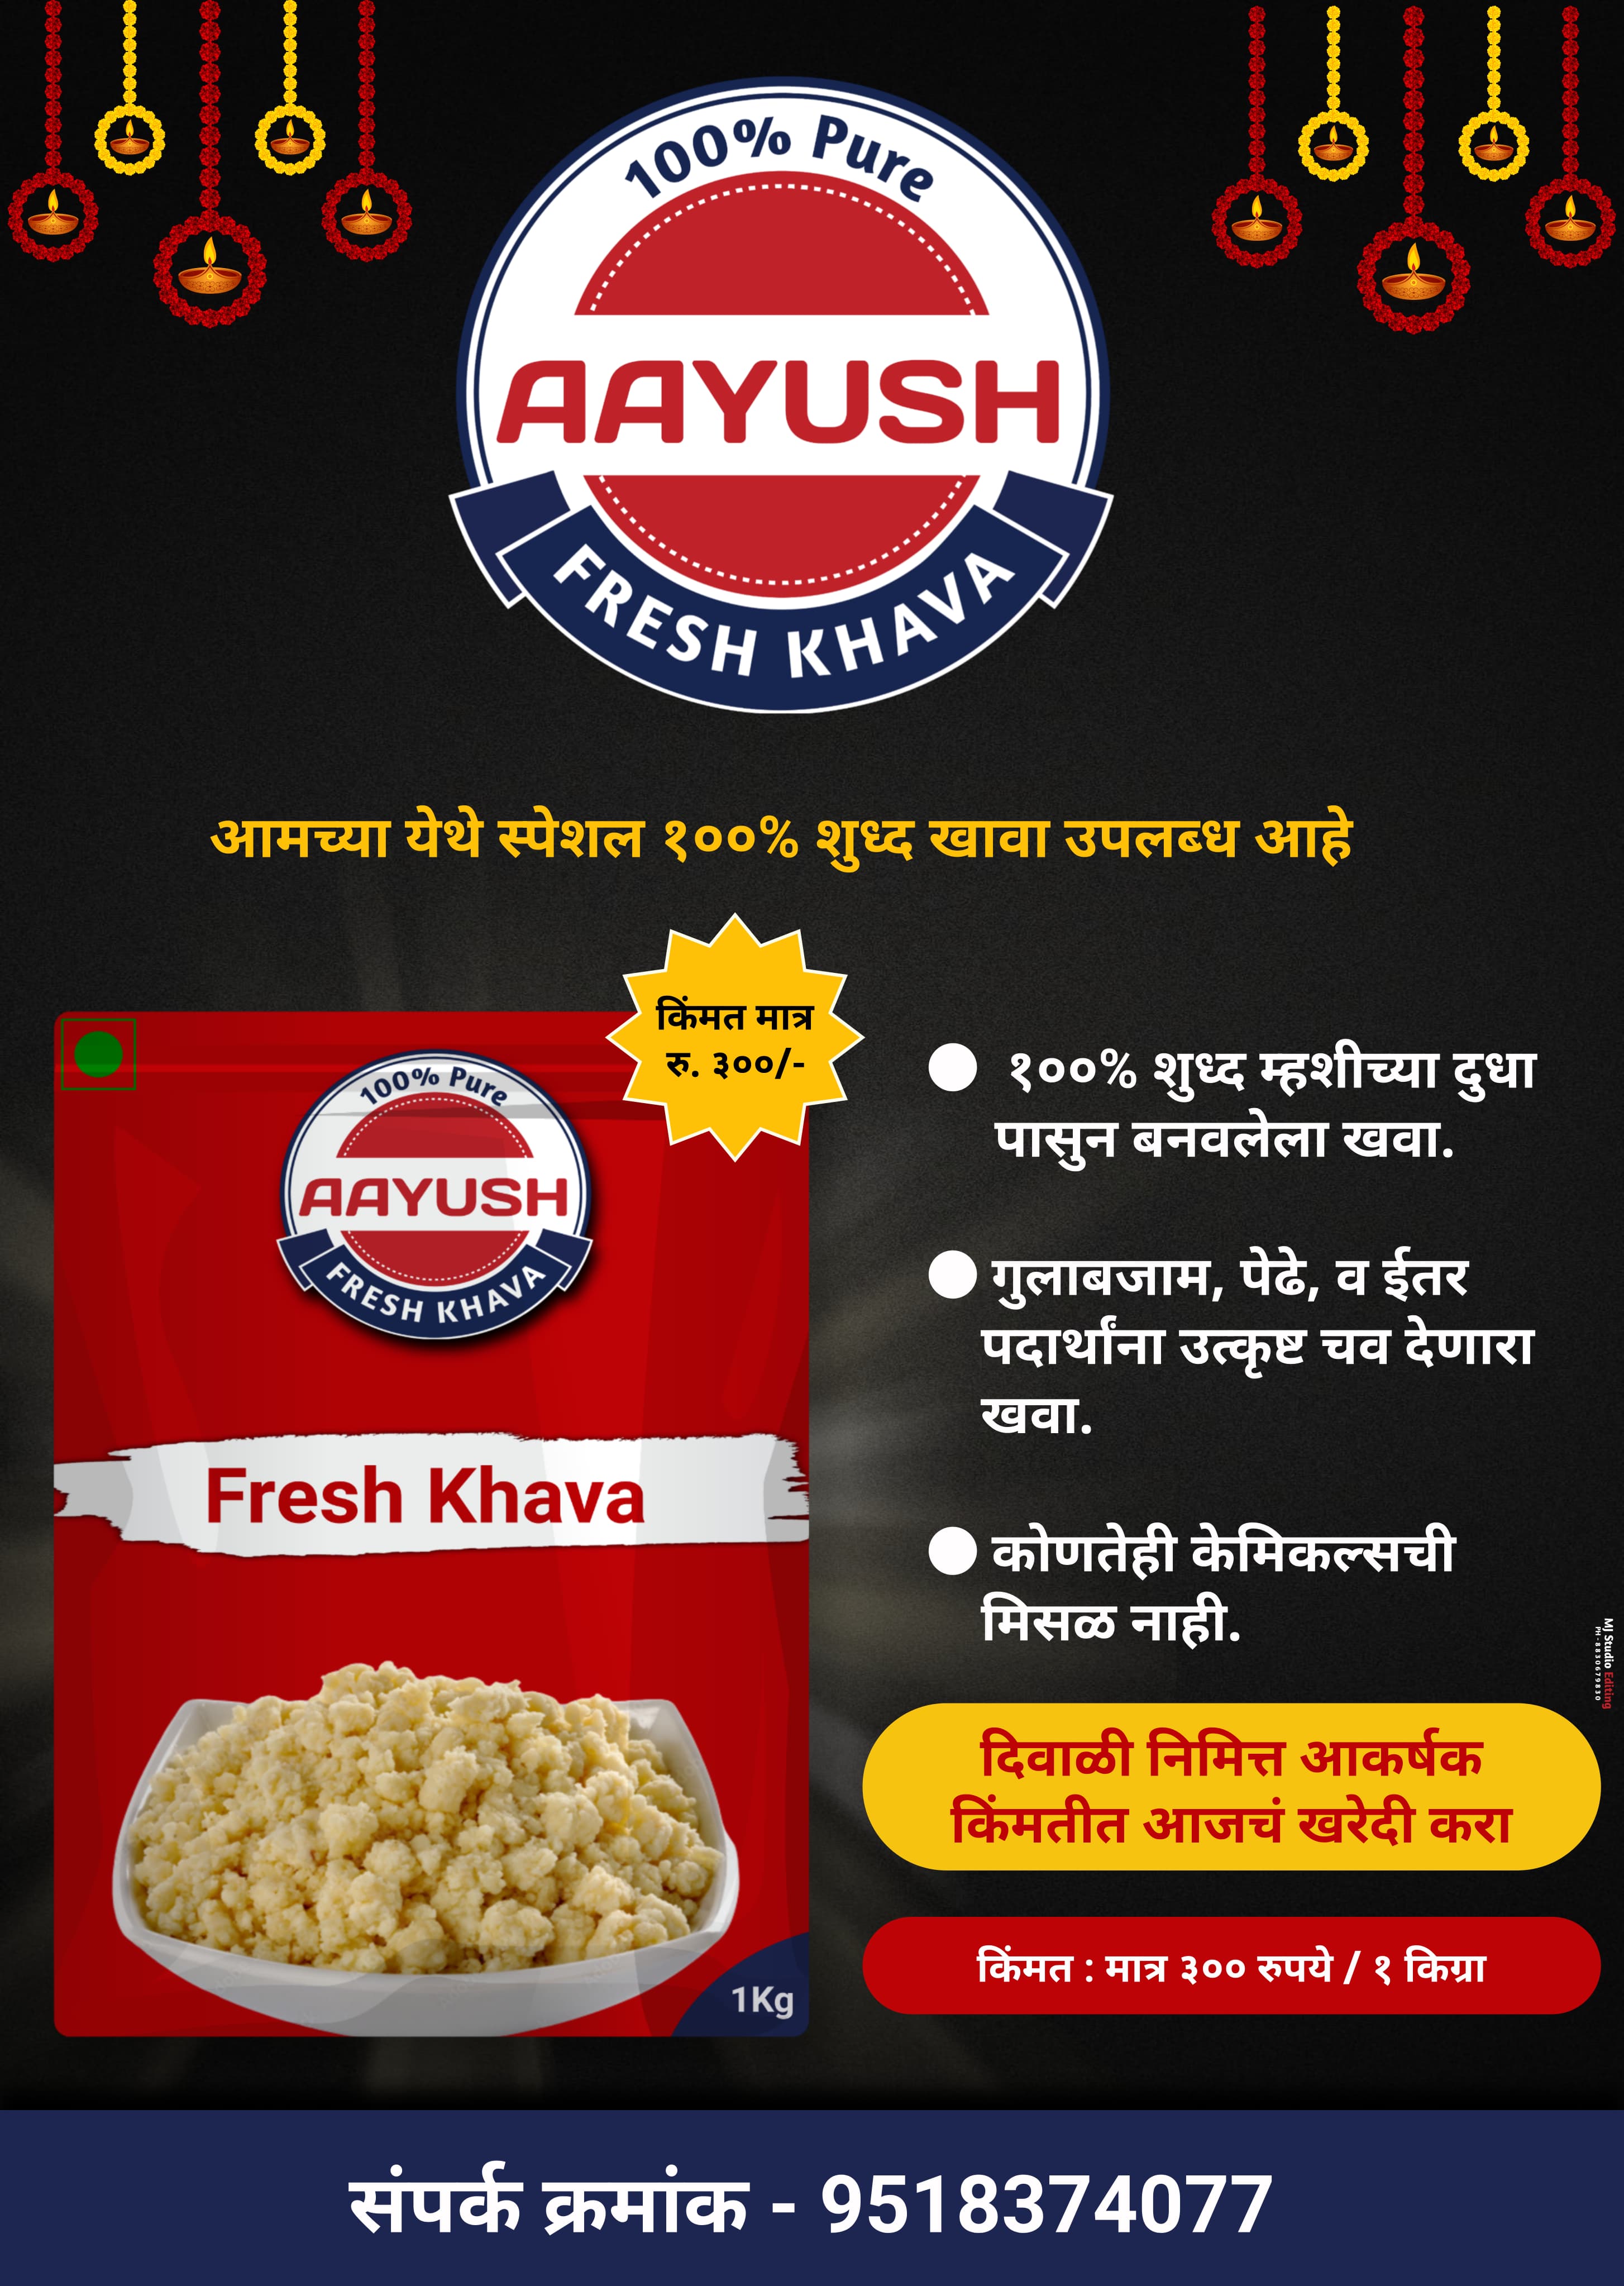 100% Pure
AAYUSH
FRESH KHAVA
आमच्या येथे स्पेशल १००% शुध्द खावा उपलब्ध आहे
किंमत मात्र
रु. ३००/-
100% Pure
AAYUSH
FRESH KHAVA
Fresh Khava
1Kg
१००% शुध्द म्हशीच्या दुधा
पासुन बनवलेला खवा.
गुलाबजाम, पेढे, व ईतर
पदार्थांना उत्कृष्ट चव देणारा
खवा.
कोणतेही केमिकल्सची
मिसळ नाही.
MJ Studio Editing
PH - 8830679830
दिवाळी निमित्त आकर्षक
किंमतीत आजचं खरेदी करा
किंमत : मात्र ३०० रुपये / १ किग्रा
संपर्क क्रमांक - 9518374077